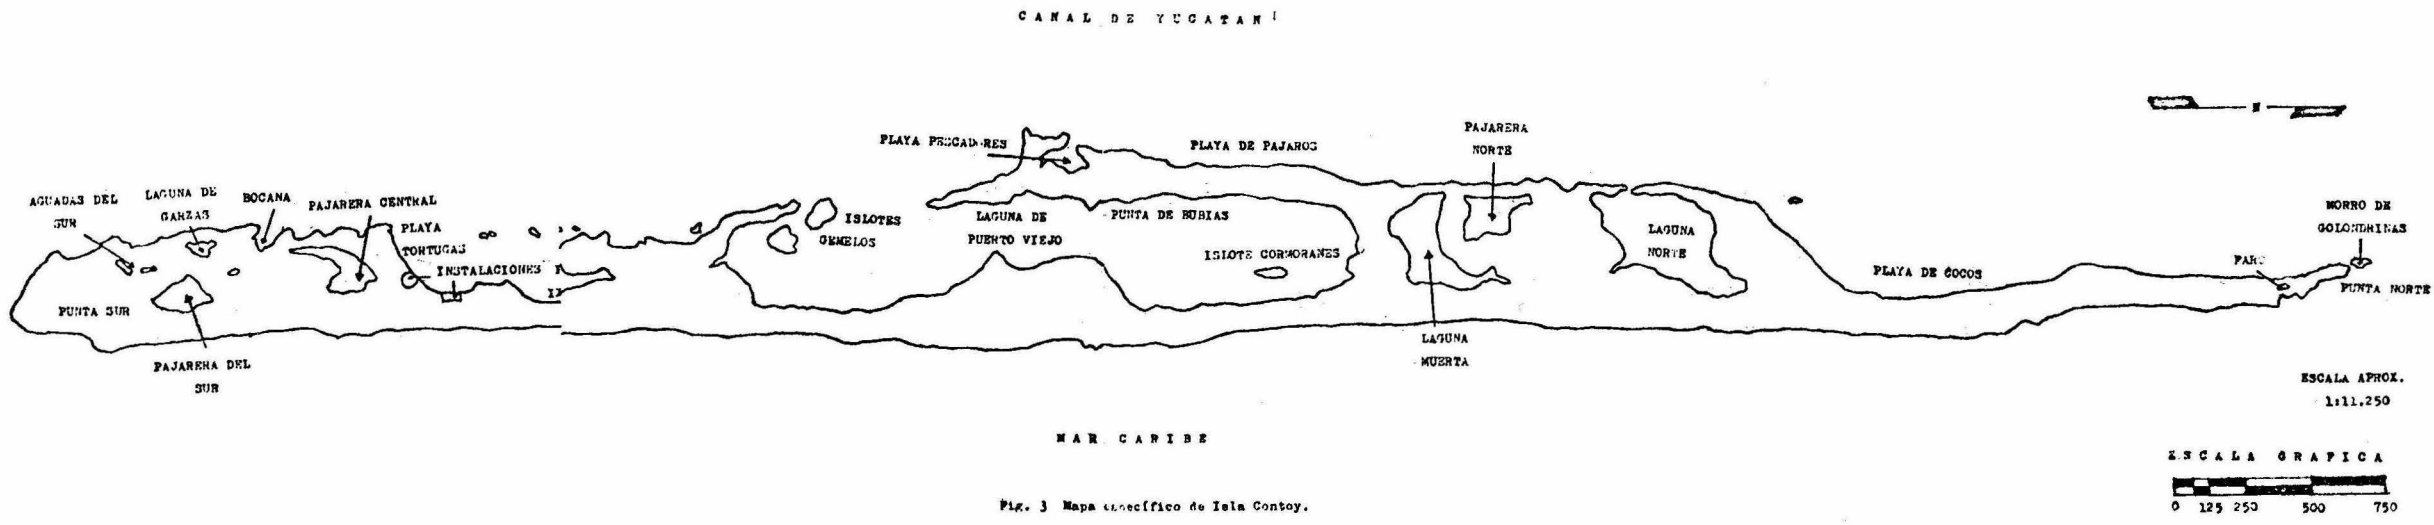 CANAL DE YUCATAN
PLAYA PESCADORES
PLAYA DE PAJAROS
PAJARERA
NORTE
N
AGUADAS DEL
SUR
LAGUNA DE
GARZAS
BOCANA
PAJARERA CENTRAL
PLAYA
TORTUGAS
INSTALACIONES
ISLOTES
GEMELOS
LAGUNA DE
PUERTO VIEJO
PUNTA DE BUBIAS
ISLOTE CORMORANES
LAGUNA
NORTE
PLAYA DE COCOS
MORRO DE
GOLONDRINAS
FARO
PUNTA NORTE
PUNTA SUR
PAJARERA DEL
SUR
LAGUNA
MUERTA
ESCALA APROX.
1:11,250
MAR CARIBE
ESCALA GRAFICA
0 125 250 500 750
Fig. 3 Mapa específico de Isla Contoy.